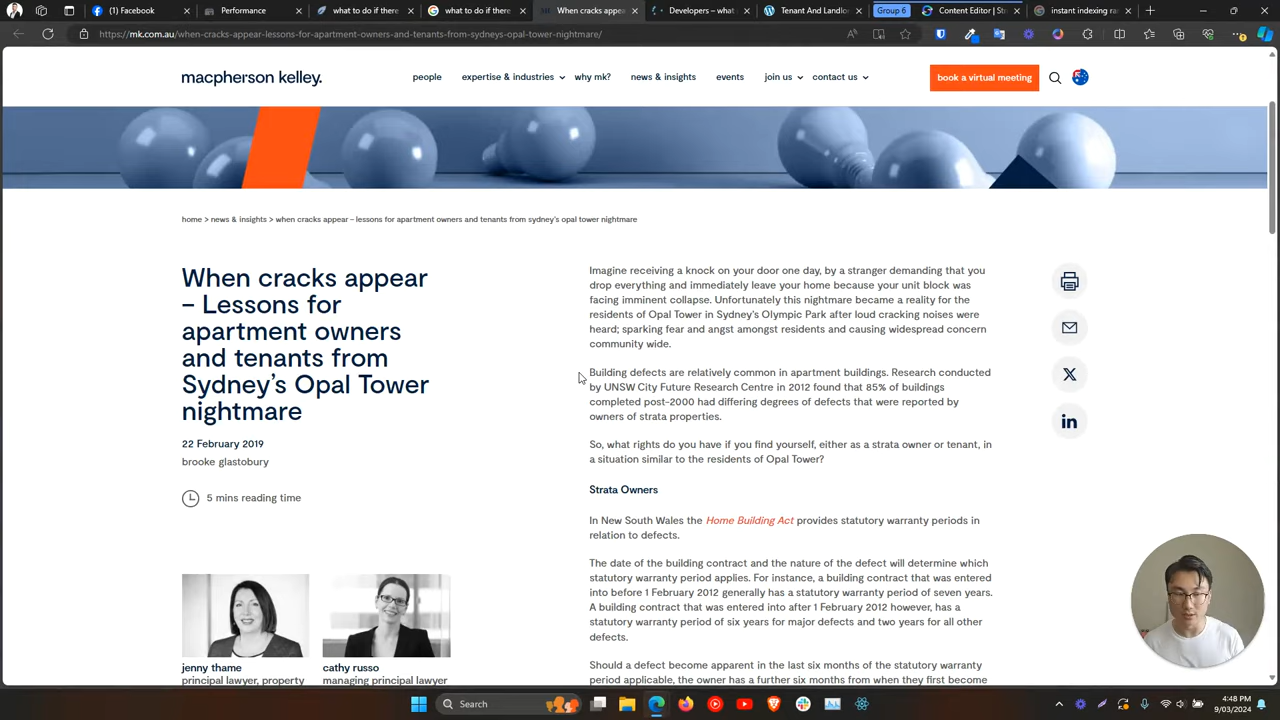 (1) Facebook
Performance
what to do if there
what to do if there
When cracks appea
Developers – what
Tenant And Landlo
Group 6
Content Editor | St
instant indexing ra
https://mk.com.au/when-cracks-appear-lessons-for-apartment-owners-and-tenants-from-sydneys-opal-tower-nightmare/
macpherson kelley.
people
expertise & industries
why mk?
news & insights
events
join us
contact us
book a virtual meeting
home > news & insights > when cracks appear – lessons for apartment owners and tenants from sydney's opal tower nightmare
When cracks appear
– Lessons for
apartment owners
and tenants from
Sydney's Opal Tower
nightmare
22 February 2019
brooke glastobury
5 mins reading time
jenny thame
principal lawyer, property
cathy russo
managing principal lawyer
Imagine receiving a knock on your door one day, by a stranger demanding that you
drop everything and immediately leave your home because your unit block was
facing imminent collapse. Unfortunately this nightmare became a reality for the
residents of Opal Tower in Sydney's Olympic Park after loud cracking noises were
heard; sparking fear and angst amongst residents and causing widespread concern
community wide.
Building defects are relatively common in apartment buildings. Research conducted
by UNSW City Future Research Centre in 2012 found that 85% of buildings
completed post-2000 had differing degrees of defects that were reported by
owners of strata properties.
So, what rights do you have if you find yourself, either as a strata owner or tenant, in
a situation similar to the residents of Opal Tower?
Strata Owners
In New South Wales the Home Building Act provides statutory warranty periods in
relation to defects.
The date of the building contract and the nature of the defect will determine which
statutory warranty period applies. For instance, a building contract that was entered
into before 1 February 2012 generally has a statutory warranty period of seven years.
A building contract that was entered into after 1 February 2012 however, has a
statutory warranty period of six years for major defects and two years for all other
defects.
Should a defect become apparent in the last six months of the statutory warranty
period applicable, the owner has a further six months from when they first become
Search
4:48 PM
9/03/2024